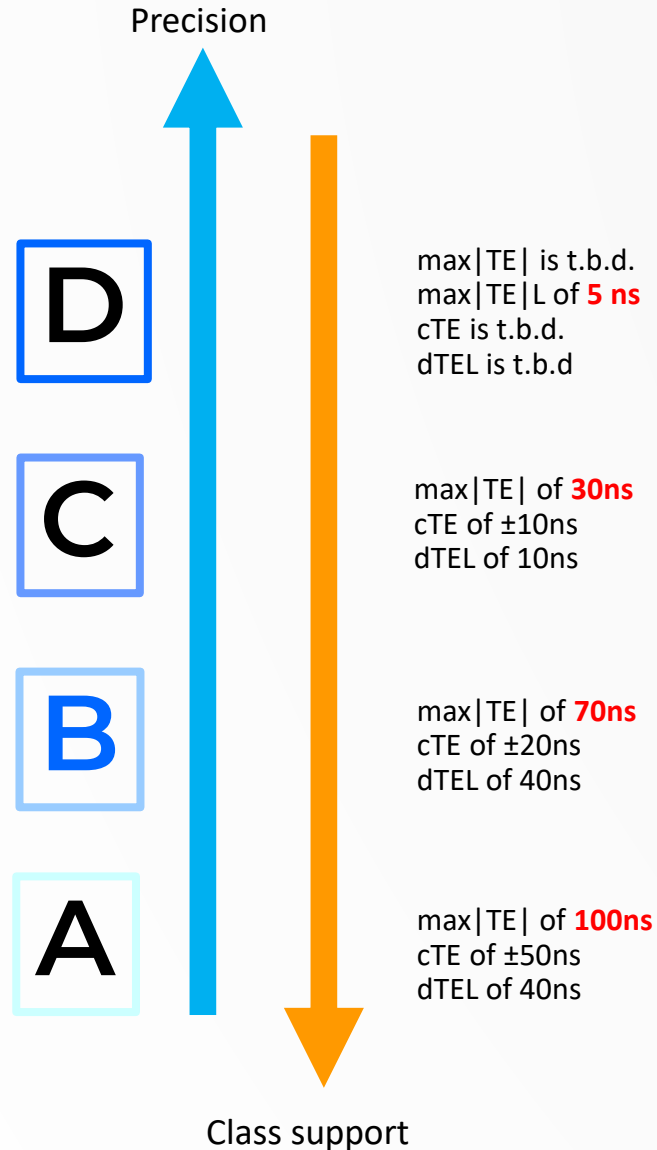 Precision
D
max|TE| is t.b.d.
max|TE|L of 5 ns
cTE is t.b.d.
dTEL is t.b.d
C
max|TE| of 30ns
cTE of ±10ns
dTEL of 10ns
B
max|TE| of 70ns
cTE of ±20ns
dTEL of 40ns
A
max|TE| of 100ns
cTE of ±50ns
dTEL of 40ns
Class support